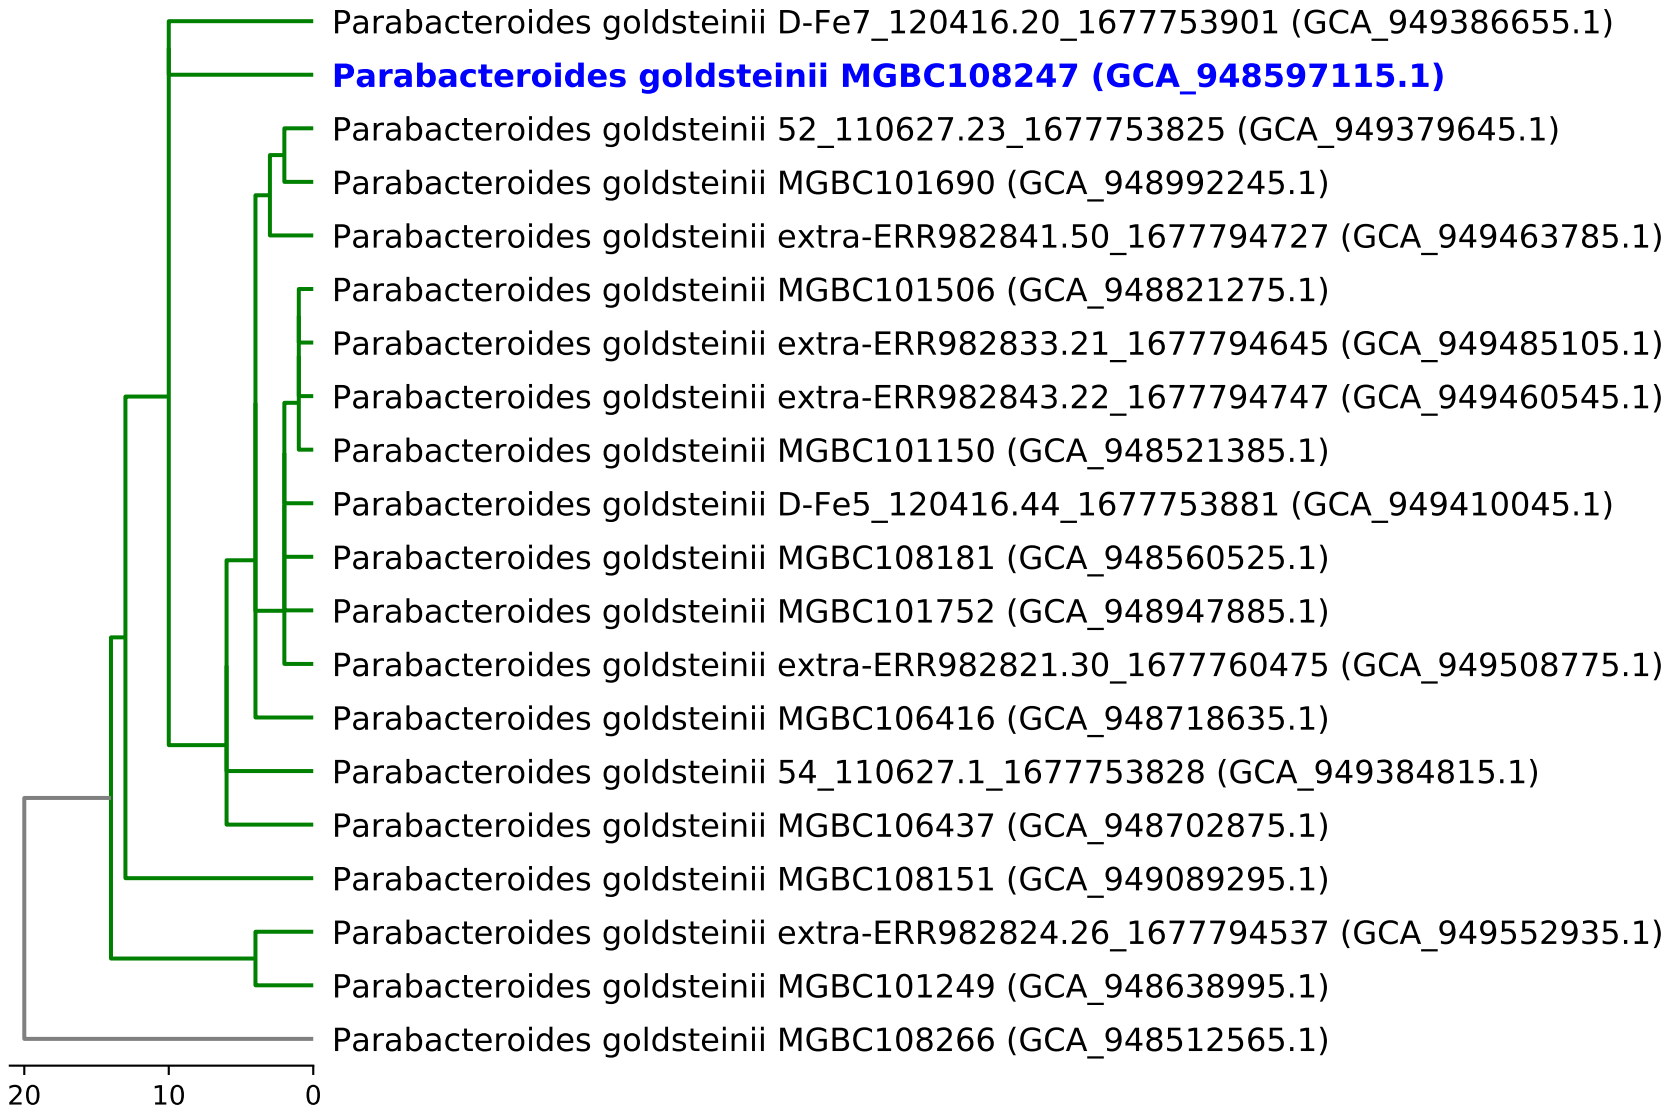 Parabacteroides goldsteinii D-Fe7_120416.20_1677753901 (GCA_949386655.1)
Parabacteroides goldsteinii MGBC108247 (GCA_948597115.1)
Parabacteroides goldsteinii 52_110627.23_1677753825 (GCA_949379645.1)
Parabacteroides goldsteinii MGBC101690 (GCA_948992245.1)
Parabacteroides goldsteinii extra-ERR982841.50_1677794727 (GCA_949463785.1)
Parabacteroides goldsteinii MGBC101506 (GCA_948821275.1)
Parabacteroides goldsteinii extra-ERR982833.21_1677794645 (GCA_949485105.1)
Parabacteroides goldsteinii extra-ERR982843.22_1677794747 (GCA_949460545.1)
Parabacteroides goldsteinii MGBC101150 (GCA_948521385.1)
Parabacteroides goldsteinii D-Fe5_120416.44_1677753881 (GCA_949410045.1)
Parabacteroides goldsteinii MGBC108181 (GCA_948560525.1)
Parabacteroides goldsteinii MGBC101752 (GCA_948947885.1)
Parabacteroides goldsteinii extra-ERR982821.30_1677760475 (GCA_949508775.1)
Parabacteroides goldsteinii MGBC106416 (GCA_948718635.1)
Parabacteroides goldsteinii 54_110627.1_1677753828 (GCA_949384815.1)
Parabacteroides goldsteinii MGBC106437 (GCA_948702875.1)
Parabacteroides goldsteinii MGBC108151 (GCA_949089295.1)
Parabacteroides goldsteinii extra-ERR982824.26_1677794537 (GCA_949552935.1)
Parabacteroides goldsteinii MGBC101249 (GCA_948638995.1)
Parabacteroides goldsteinii MGBC108266 (GCA_948512565.1)
20 10 0